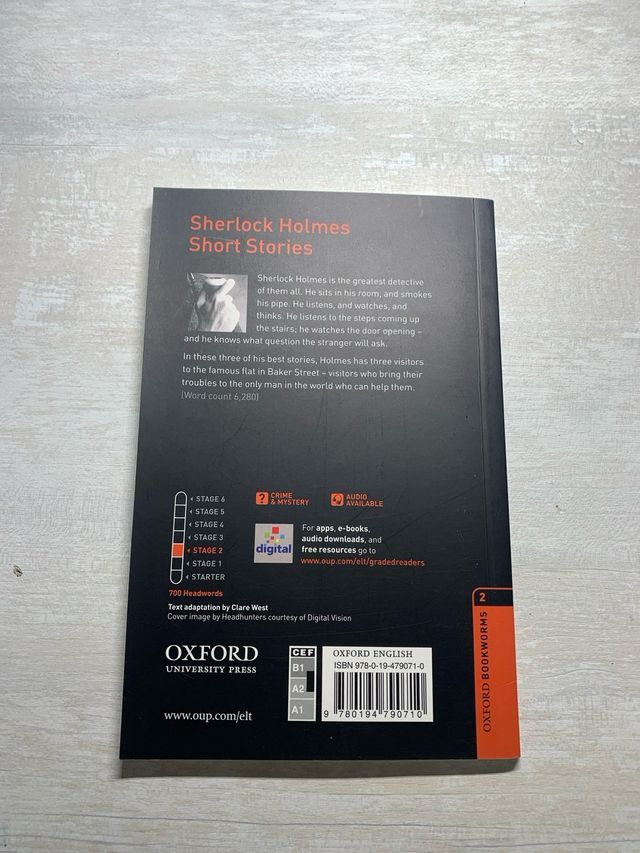 Sherlock Holmes
Short Stories
Sherlock Holmes is the greatest detective
of them all. He sits in his room, and smokes
his pipe. He listens, and watches, and
thinks. He listens to the steps coming up
the stairs; he watches the door opening –
and he knows what question the stranger will ask.
In these three of his best stories, Holmes has three visitors
to the famous flat in Baker Street – visitors who bring their
troubles to the only man in the world who can help them.
(Word count 6,280)
STAGE 6
STAGE 5
STAGE 4
STAGE 3
STAGE 2
STAGE 1
STARTER
700 Headwords
? CRIME
& MYSTERY
AUDIO
AVAILABLE
digital
For apps, e-books,
audio downloads, and
free resources go to
www.oup.com/elt/gradedreaders
Text adaptation by Clare West
Cover image by Headhunters courtesy of Digital Vision
OXFORD
UNIVERSITY PRESS
www.oup.com/elt
CEF
B1
A2
A1
OXFORD ENGLISH
ISBN 978-0-19-479071-0
9 780194 790710
2
OXFORD BOOKWORMS